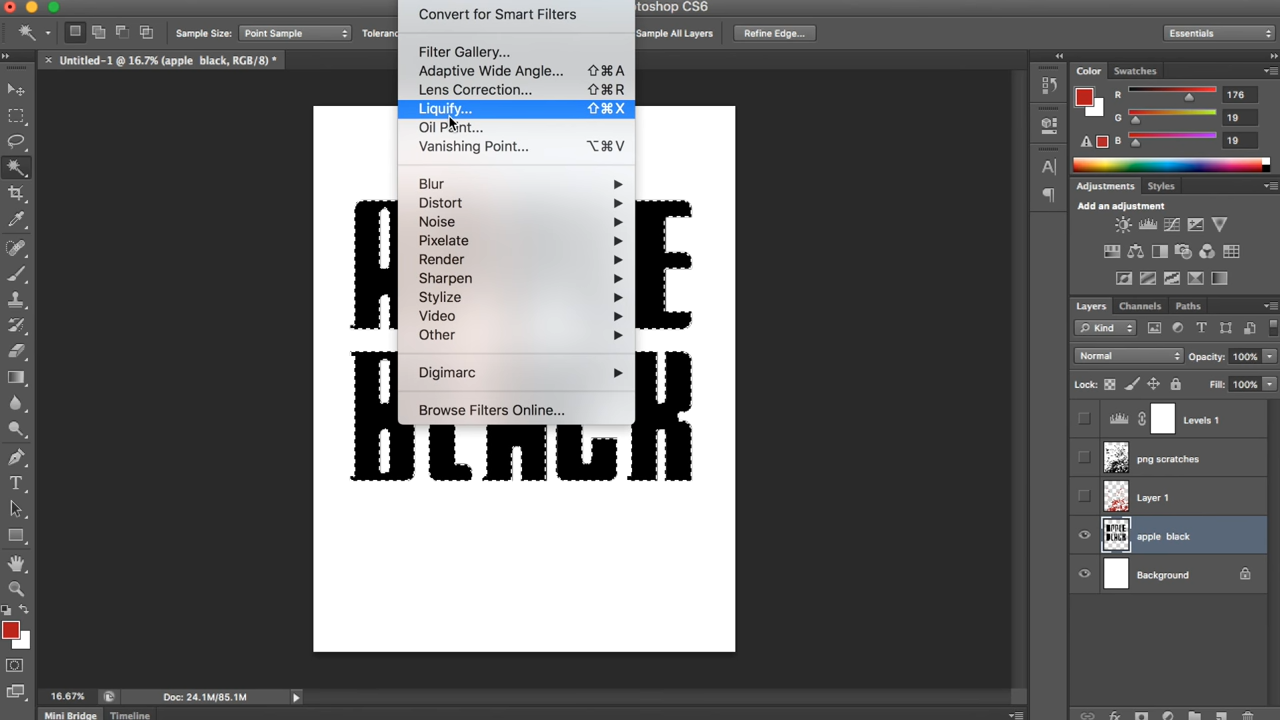 Photoshop CS6
Convert for Smart Filters
Sample Size: Point Sample Sample All Layers Refine Edge... Essentials
× Untitled-1 @ 16.7% (apple black, RGB/8) *
Filter Gallery...
Adaptive Wide Angle... ⇧⌘A
Lens Correction... ⇧⌘R
Liquify... ⇧⌘X
Oil Paint...
Vanishing Point... ⌥⌘V
Blur
Distort
Noise
Pixelate
Render
Sharpen
Stylize
Video
Other
Digimarc
Browse Filters Online...
BLACK
Color Swatches
R 176
G 19
B 19
Adjustments Styles
Add an adjustment
Layers Channels Paths
Kind
Normal Opacity: 100%
Lock: Fill: 100%
Levels 1
png scratches
Layer 1
apple black
Background
16.67% Doc: 24.1M/85.1M
Mini Bridge Timeline